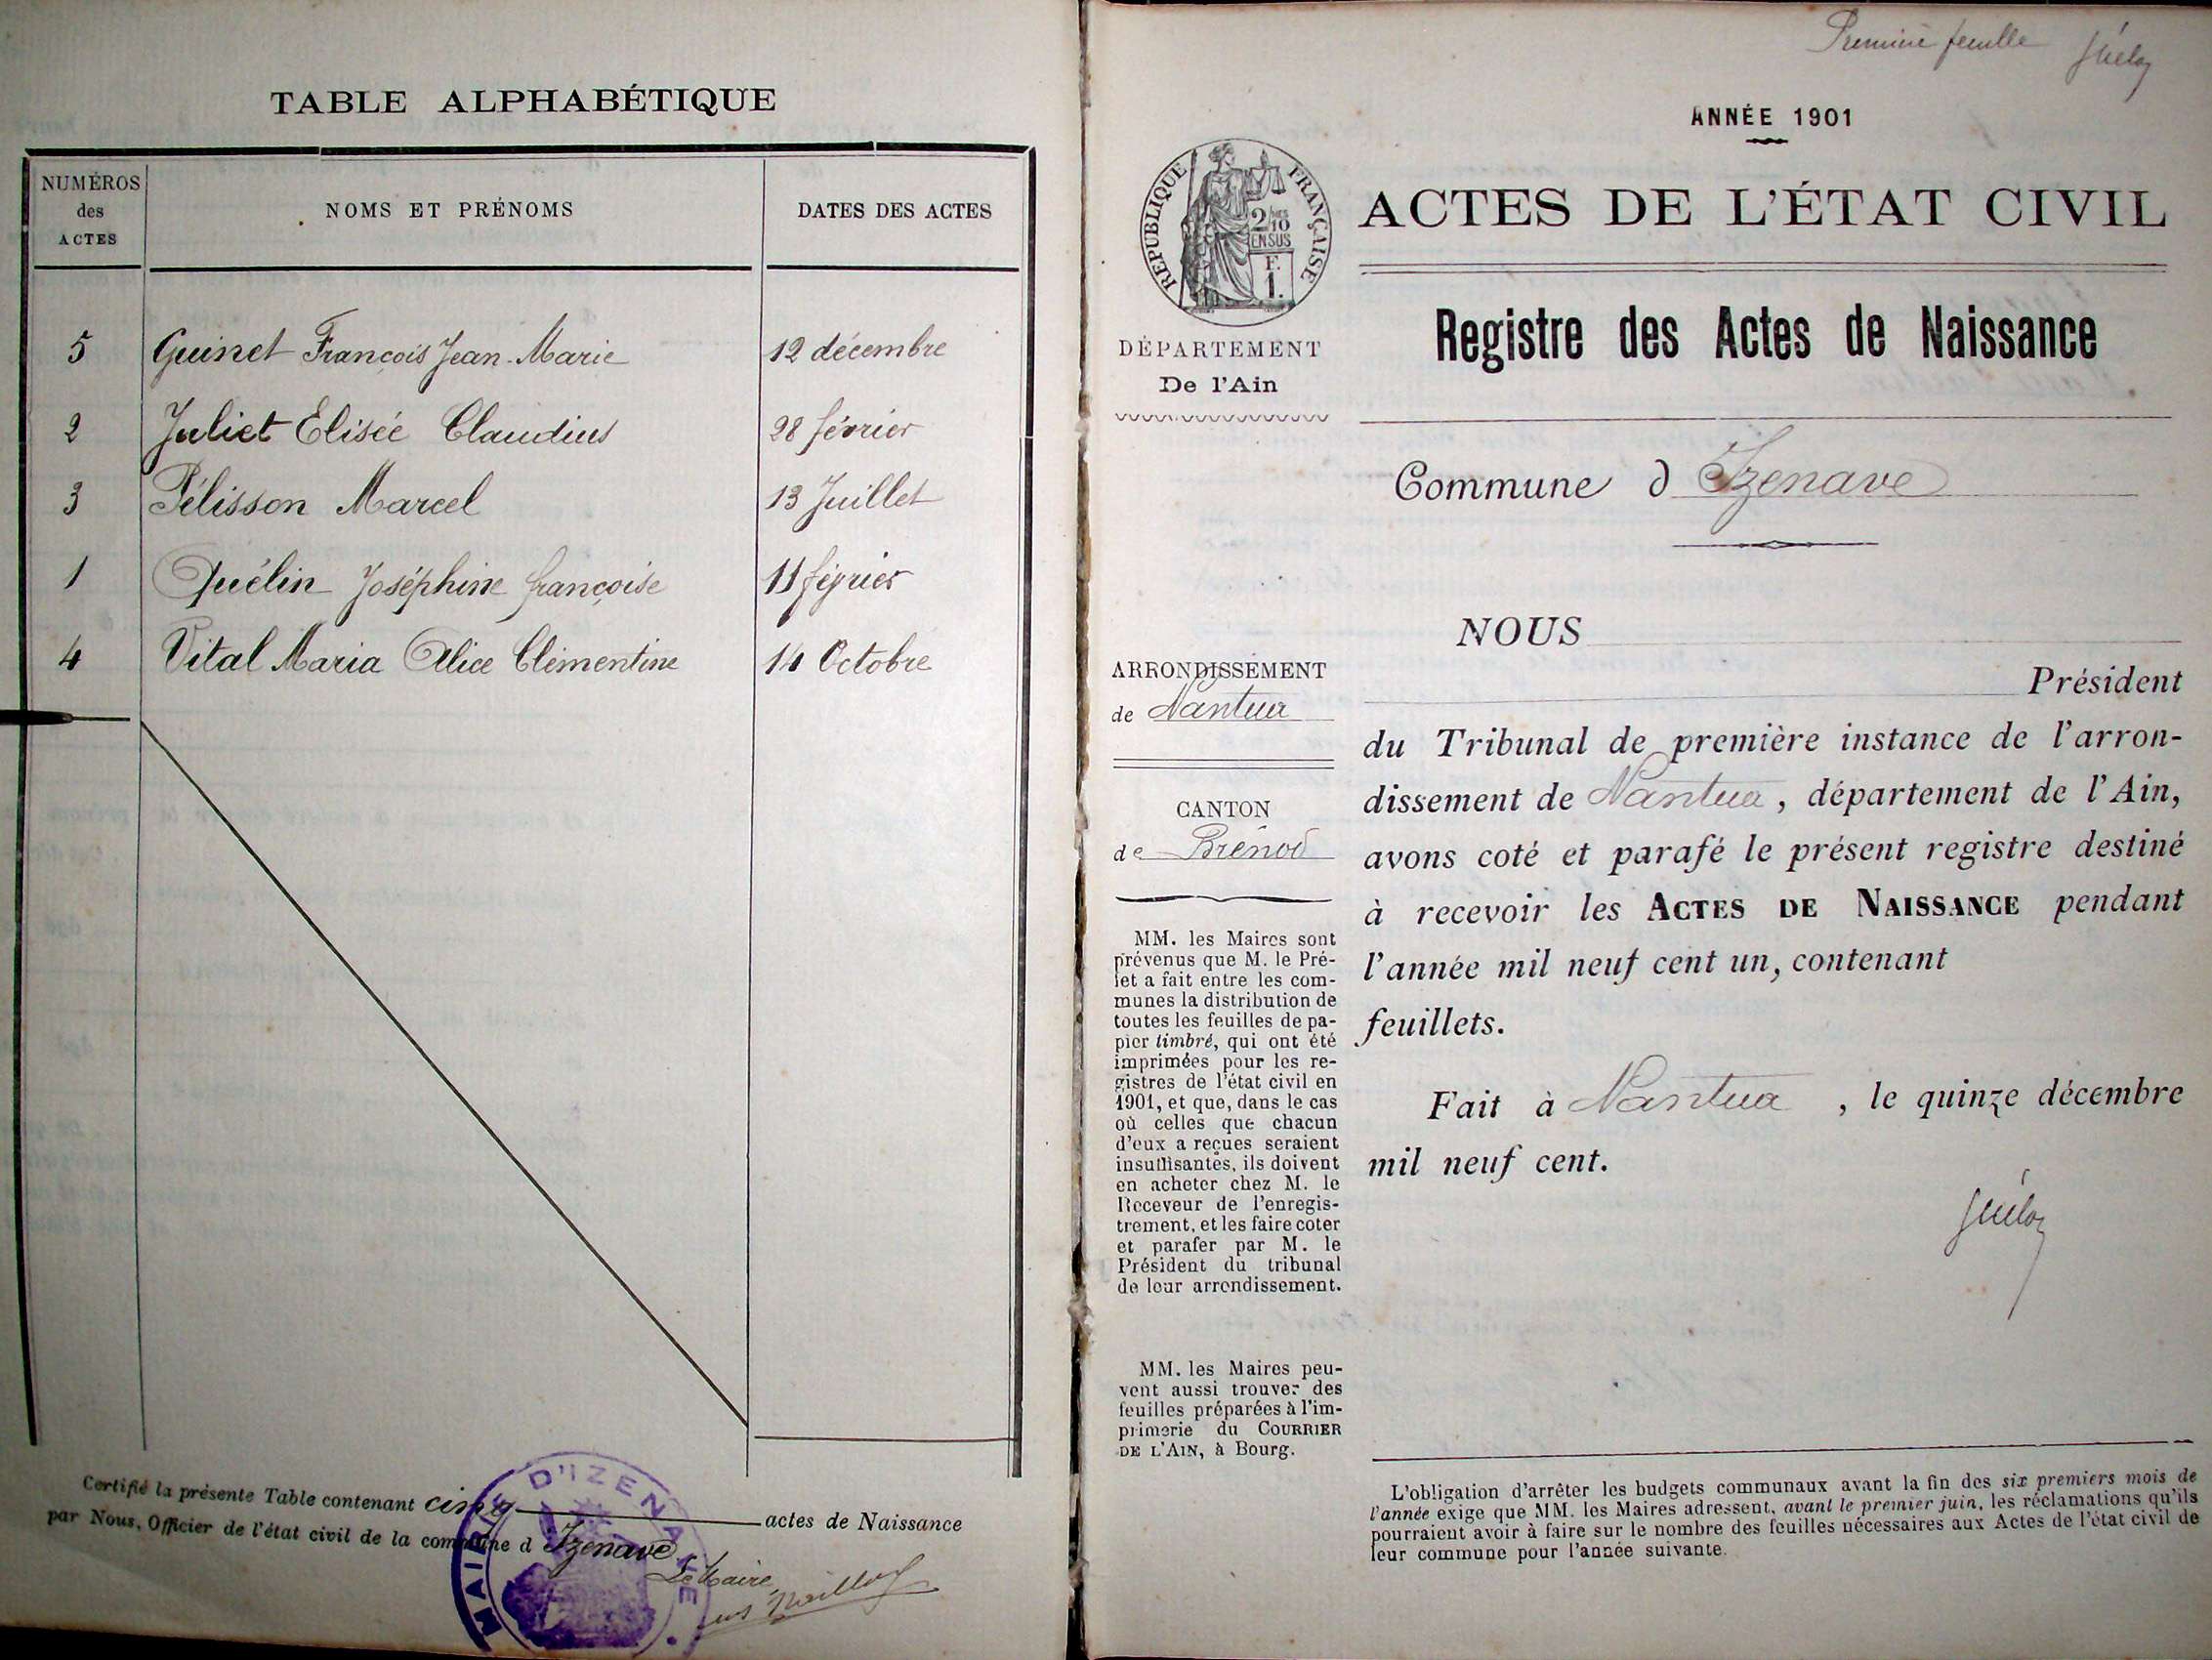 TABLE ALPHABÉTIQUE
NUMÉROS
des
ACTES
NOMS ET PRÉNOMS
DATES DES ACTES
5 Guinet François Jean-Marie 12 décembre
2 Juliet Elisée Claudius 28 février
3 Pélisson Marcel 13 Juillet
1 Quélin Joséphine françoise 11 février
4 Vital Maria Alice Clémentine 14 Octobre
Certifié la présente Table contenant cinq actes de Naissance
par Nous, Officier de l'état civil de la commune d Izenave
Le Maire
MAIRIE D'IZENAVE
Première feuille
ANNÉE 1901
RÉPUBLIQUE FRANÇAISE
2/10
EN SUS
F.
1.
ACTES DE L'ÉTAT CIVIL
Registre des Actes de Naissance
DÉPARTEMENT
De l'Ain
Commune d Izenave
ARRONDISSEMENT
de Nantua
CANTON
de Brénod
MM. les Maires sont
prévenus que M. le Pré-
fet a fait entre les com-
munes la distribution de
toutes les feuilles de pa-
pier timbré, qui ont été
imprimées pour les re-
gistres de l'état civil en
1901, et que, dans le cas
où celles que chacun
d'eux a reçues seraient
insuffisantes, ils doivent
en acheter chez M. le
Receveur de l'enregis-
trement, et les faire coter
et parafer par M. le
Président du tribunal
de leur arrondissement.
MM. les Maires peu-
vent aussi trouver des
feuilles préparées à l'im-
primerie du COURRIER
DE L'AIN, à Bourg.
NOUS
Président
du Tribunal de première instance de l'arron-
dissement de Nantua, département de l'Ain,
avons coté et parafé le présent registre destiné
à recevoir les ACTES DE NAISSANCE pendant
l'année mil neuf cent un, contenant
feuillets.
Fait à Nantua, le quinze décembre
mil neuf cent.
L'obligation d'arrêter les budgets communaux avant la fin des six premiers mois de
l'année exige que MM. les Maires adressent, avant le premier juin, les réclamations qu'ils
pourraient avoir à faire sur le nombre des feuilles nécessaires aux Actes de l'état civil de
leur commune pour l'année suivante.